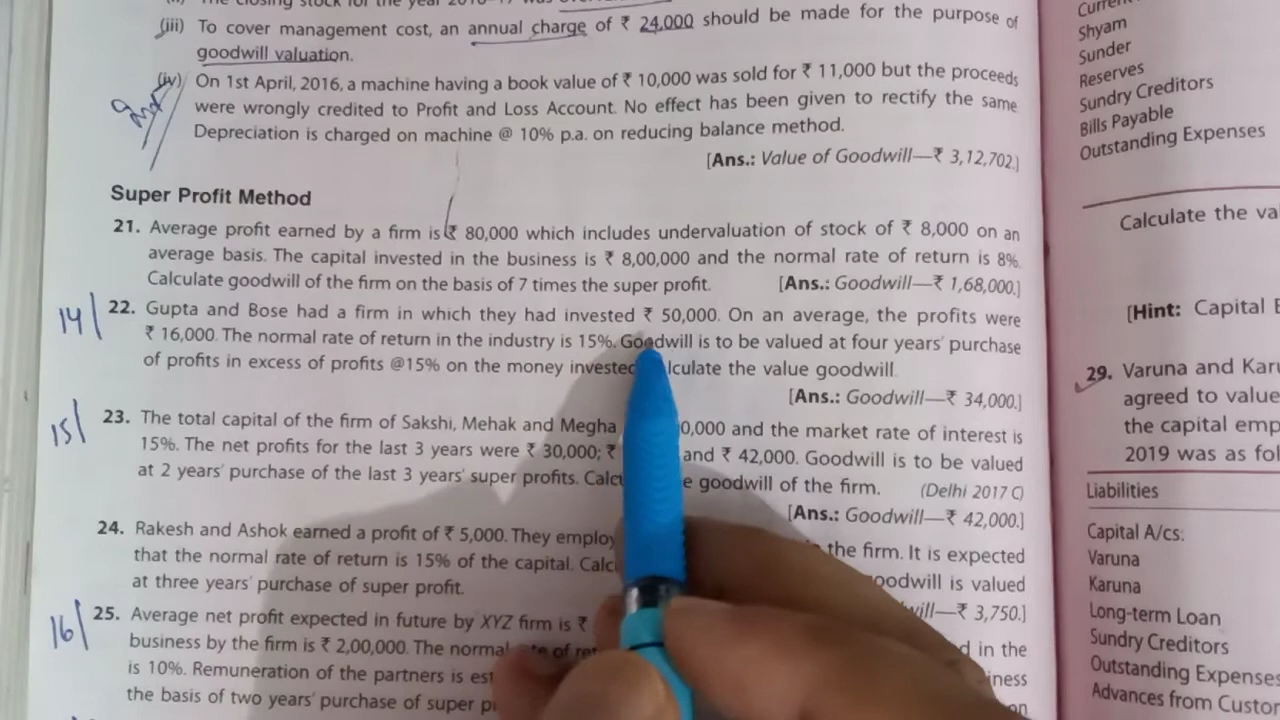 (iii) To cover management cost, an annual charge of ₹ 24,000 should be made for the purpose of
goodwill valuation.
(iv) On 1st April, 2016, a machine having a book value of ₹ 10,000 was sold for ₹ 11,000 but the proceeds
were wrongly credited to Profit and Loss Account. No effect has been given to rectify the same.
Depreciation is charged on machine @ 10% p.a. on reducing balance method.
[Ans.: Value of Goodwill—₹ 3,12,702.]
Super Profit Method
21. Average profit earned by a firm is ₹ 80,000 which includes undervaluation of stock of ₹ 8,000 on an
average basis. The capital invested in the business is ₹ 8,00,000 and the normal rate of return is 8%.
Calculate goodwill of the firm on the basis of 7 times the super profit. [Ans.: Goodwill—₹ 1,68,000.]
14 22. Gupta and Bose had a firm in which they had invested ₹ 50,000. On an average, the profits were
₹ 16,000. The normal rate of return in the industry is 15%. Goodwill is to be valued at four years' purchase
of profits in excess of profits @15% on the money invested lculate the value goodwill.
[Ans.: Goodwill—₹ 34,000.]
15 23. The total capital of the firm of Sakshi, Mehak and Megha 0,000 and the market rate of interest is
15%. The net profits for the last 3 years were ₹ 30,000; ₹ and ₹ 42,000. Goodwill is to be valued
at 2 years' purchase of the last 3 years' super profits. Calc e goodwill of the firm. (Delhi 2017 C)
[Ans.: Goodwill—₹ 42,000.]
24. Rakesh and Ashok earned a profit of ₹ 5,000. They employ the firm. It is expected
that the normal rate of return is 15% of the capital. Calc oodwill is valued
at three years' purchase of super profit. will—₹ 3,750.]
16 25. Average net profit expected in future by XYZ firm is ₹ d in the
business by the firm is ₹ 2,00,000. The normal of ret iness
is 10%. Remuneration of the partners is est on
the basis of two years' purchase of super p
Shyam
Sunder
Reserves
Sundry Creditors
Bills Payable
Outstanding Expenses
Calculate the va
[Hint: Capital E
29. Varuna and Karu
agreed to value
the capital emp
2019 was as fol
Liabilities
Capital A/cs:
Varuna
Karuna
Long-term Loan
Sundry Creditors
Outstanding Expenses
Advances from Custor